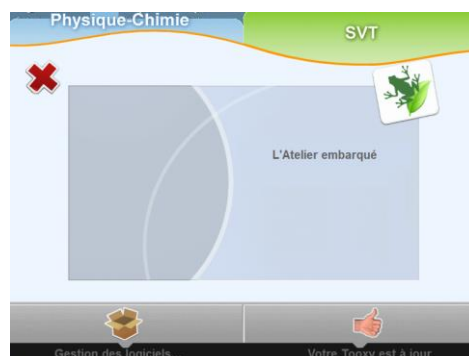 Physique-Chimie
SVT
L'Atelier embarqué
Gestion des logiciels
Votre Tooxy est à jour